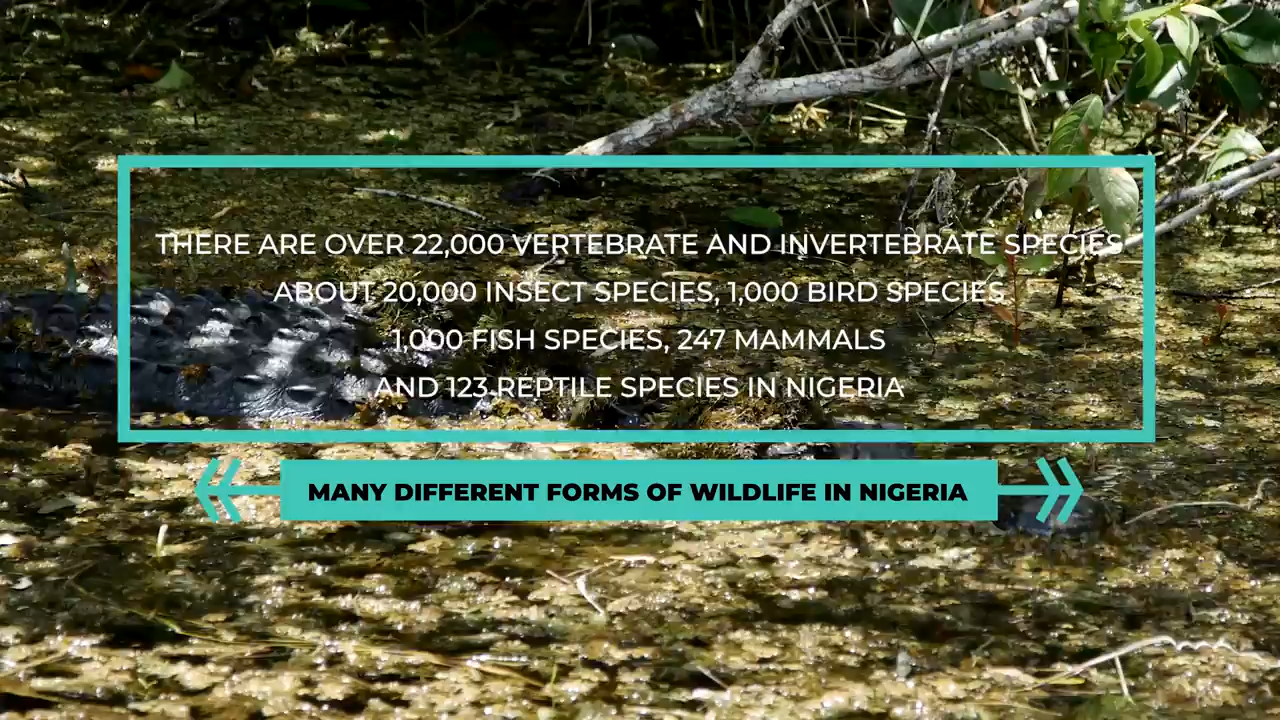 THERE ARE OVER 22,000 VERTEBRATE AND INVERTEBRATE SPECIES
ABOUT 20,000 INSECT SPECIES, 1,000 BIRD SPECIES
1,000 FISH SPECIES, 247 MAMMALS
AND 123 REPTILE SPECIES IN NIGERIA
MANY DIFFERENT FORMS OF WILDLIFE IN NIGERIA